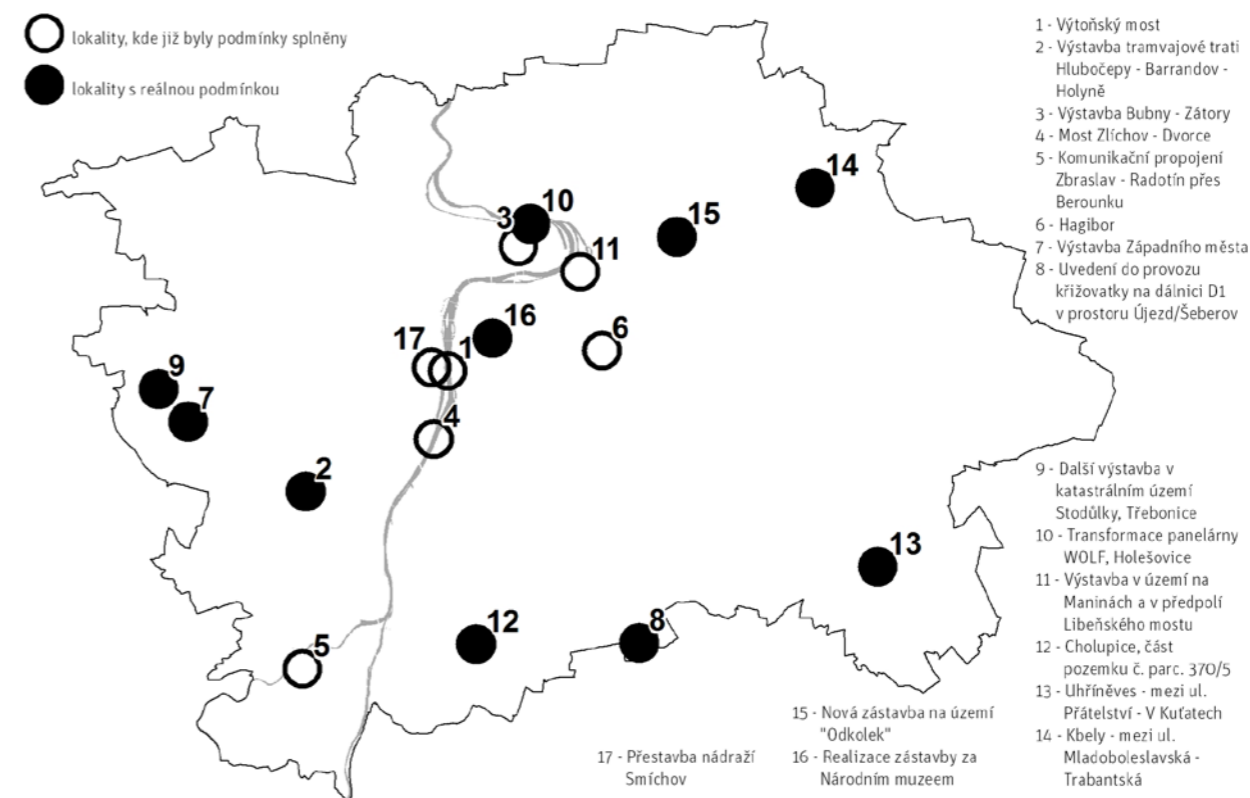 lokality, kde již byly podmínky splněny
lokality s reálnou podmínkou
1 - Výtoňský most
2 - Výstavba tramvajové trati
Hlubočepy - Barrandov -
Holyně
3 - Výstavba Bubny - Zátory
4 - Most Zlíchov - Dvorce
5 - Komunikační propojení
Zbraslav - Radotín přes
Berounku
6 - Hagibor
7 - Výstavba Západního města
8 - Uvedení do provozu
křižovatky na dálnici D1
v prostoru Újezd/Šeberov
9 - Další výstavba v
katastrálním území
Stodůlky, Třebonice
10 - Transformace panelárny
WOLF, Holešovice
11 - Výstavba v území na
Maninách a v předpolí
Libeňského mostu
12 - Cholupice, část
pozemku č. parc. 370/5
13 - Uhříněves - mezi ul.
Přátelství - V Kuťatech
14 - Kbely - mezi ul.
Mladoboleslavská -
Trabantská
15 - Nová zástavba na území
"Odkolek"
16 - Realizace zástavby za
Národním muzeem
17 - Přestavba nádraží
Smíchov
14
10
3
15
11
16
6
17
1
9
7
4
2
13
12
8
5